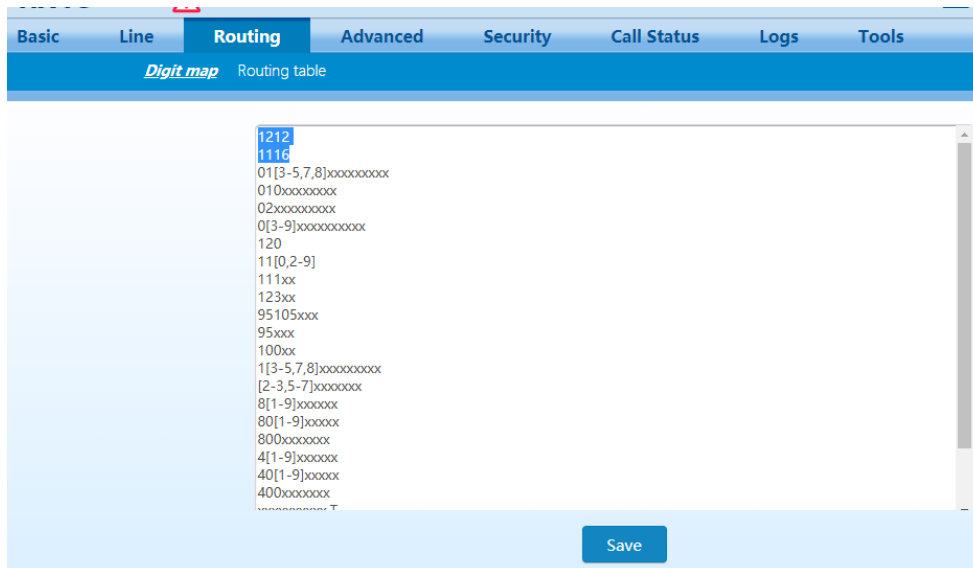 Basic Line Routing Advanced Security Call Status Logs Tools
Digit map Routing table
1212
1116
01[3-5,7,8]xxxxxxxxx
010xxxxxxxx
02xxxxxxxxx
0[3-9]xxxxxxxxxx
120
11[0,2-9]
111xx
123xx
95105xxx
95xxx
100xx
1[3-5,7,8]xxxxxxxxx
[2-3,5-7]xxxxxxx
8[1-9]xxxxxx
80[1-9]xxxxx
800xxxxxxx
4[1-9]xxxxxx
40[1-9]xxxxx
400xxxxxxx
Save